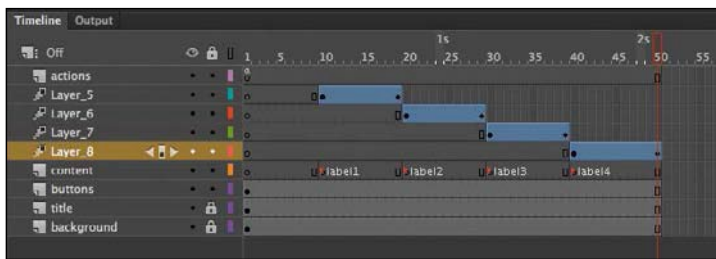 Timeline Output
1s 2s
Off 1 5 10 15 20 25 30 35 40 45 50 55
actions
Layer_5
Layer_6
Layer_7
Layer_8
content label1 label2 label3 label4
buttons
title
background